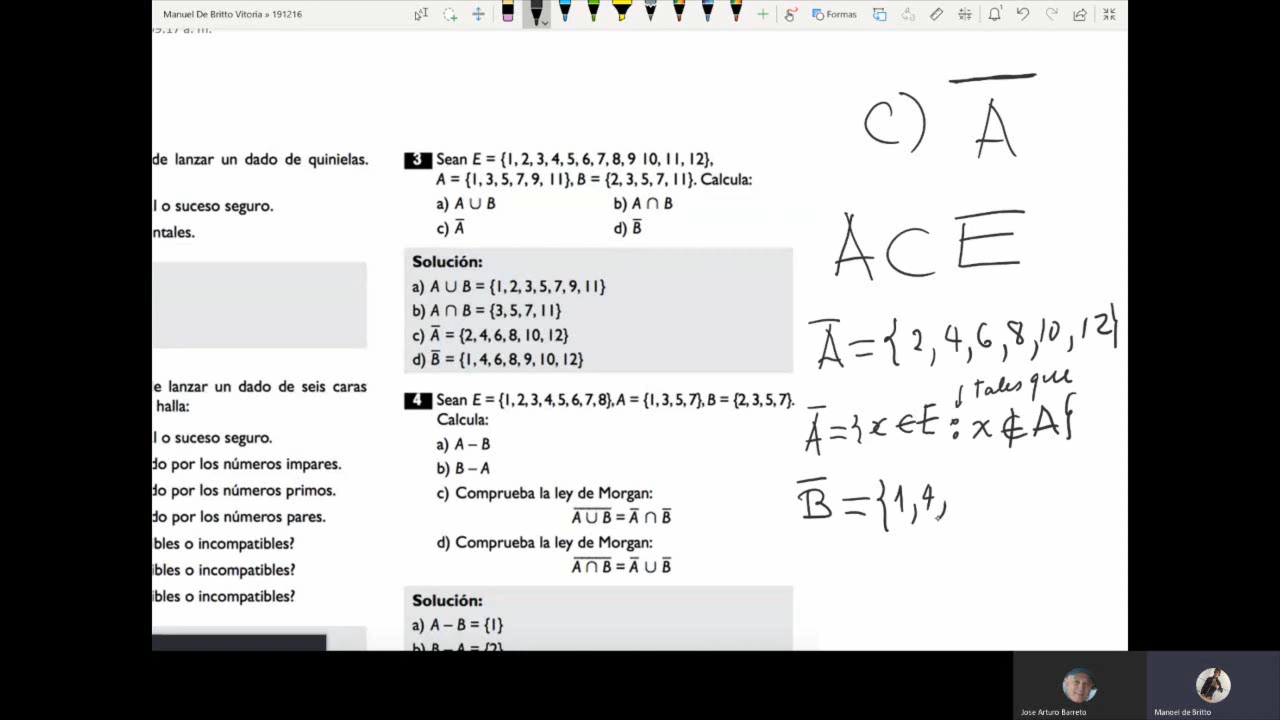 Manuel De Britto Vitoria » 191216
Formas
de lanzar un dado de quinielas.
l o suceso seguro.
ntales.
e lanzar un dado de seis caras
halla:
l o suceso seguro.
do por los números impares.
do por los números primos.
do por los números pares.
ibles o incompatibles?
ibles o incompatibles?
ibles o incompatibles?
3 Sean E = {1, 2, 3, 4, 5, 6, 7, 8, 9 10, 11, 12},
A = {1, 3, 5, 7, 9, 11}, B = {2, 3, 5, 7, 11}. Calcula:
a) A ∪ B b) A ∩ B
c) A̅ d) B̅
Solución:
a) A ∪ B = {1, 2, 3, 5, 7, 9, 11}
b) A ∩ B = {3, 5, 7, 11}
c) A̅ = {2, 4, 6, 8, 10, 12}
d) B̅ = {1, 4, 6, 8, 9, 10, 12}
4 Sean E = {1, 2, 3, 4, 5, 6, 7, 8}, A = {1, 3, 5, 7}, B = {2, 3, 5, 7}.
Calcula:
a) A – B
b) B – A
c) Comprueba la ley de Morgan:
A̅ ̅∪̅ ̅B̅ = A̅ ∩ B̅
d) Comprueba la ley de Morgan:
A̅ ̅∩̅ ̅B̅ = A̅ ∪ B̅
Solución:
a) A – B = {1}
b) B – A = {2}
c) A̅
A ⊂ E̅
A̅ = {2, 4, 6, 8, 10, 12}
↓ tales que
A̅ = {x ∈ E : x ∉ A}
B̅ = {1, 4,
Jose Arturo Barreto
Manoel de Britto